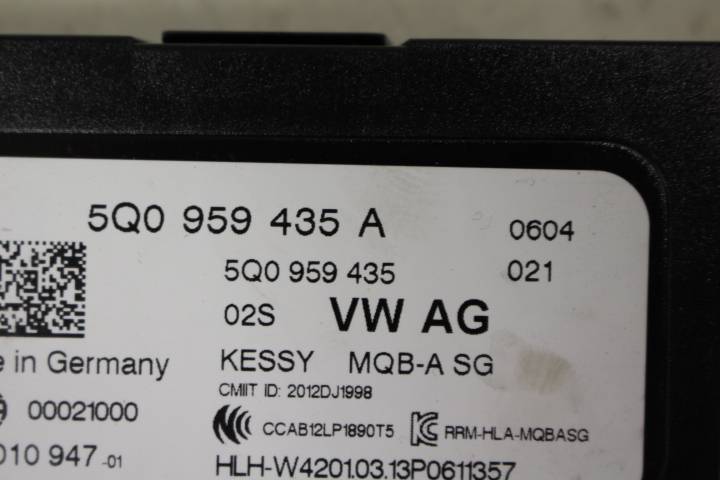 5Q0 959 435 A 0604
5Q0 959 435 021
02S VW AG
e in Germany KESSY MQB-A SG
CMIIT ID: 2012DJ1998
00021000 CCAB12LP1890T5 RRM-HLA-MQBASG
010 947 -01 HLH-W4201.03.13P0611357